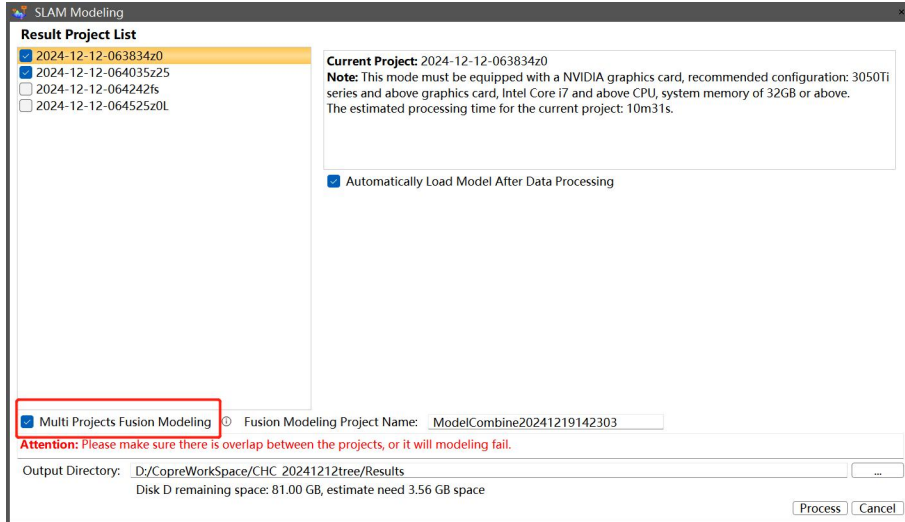 SLAM Modeling
Result Project List
2024-12-12-063834z0
2024-12-12-064035z25
2024-12-12-064242fs
2024-12-12-064525z0L
Current Project: 2024-12-12-063834z0
Note: This mode must be equipped with a NVIDIA graphics card, recommended configuration: 3050Ti
series and above graphics card, Intel Core i7 and above CPU, system memory of 32GB or above.
The estimated processing time for the current project: 10m31s.
Automatically Load Model After Data Processing
Multi Projects Fusion Modeling Fusion Modeling Project Name: ModelCombine20241219142303
Attention: Please make sure there is overlap between the projects, or it will modeling fail.
Output Directory: D:/CopreWorkSpace/CHC_20241212tree/Results ...
Disk D remaining space: 81.00 GB, estimate need 3.56 GB space
Process Cancel